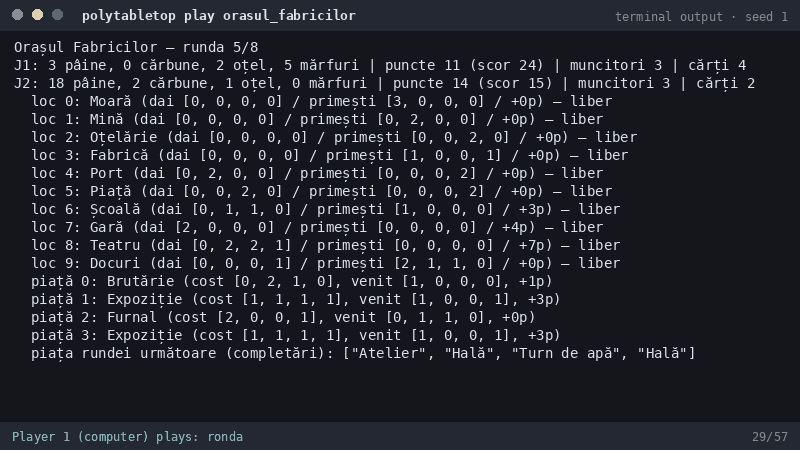 polytabletop play orasul_fabricilor
terminal output · seed 1
Orașul Fabricilor — runda 5/8
J1: 3 pâine, 0 cărbune, 2 oțel, 5 mărfuri | puncte 11 (scor 24) | muncitori 3 | cărți 4
J2: 18 pâine, 2 cărbune, 1 oțel, 0 mărfuri | puncte 14 (scor 15) | muncitori 3 | cărți 2
loc 0: Moară (dai [0, 0, 0, 0] / primești [3, 0, 0, 0] / +0p) — liber
loc 1: Mină (dai [0, 0, 0, 0] / primești [0, 2, 0, 0] / +0p) — liber
loc 2: Oțelărie (dai [0, 0, 0, 0] / primești [0, 0, 2, 0] / +0p) — liber
loc 3: Fabrică (dai [0, 0, 0, 0] / primești [1, 0, 0, 1] / +0p) — liber
loc 4: Port (dai [0, 2, 0, 0] / primești [0, 0, 0, 2] / +0p) — liber
loc 5: Piață (dai [0, 0, 2, 0] / primești [0, 0, 0, 2] / +0p) — liber
loc 6: Școală (dai [0, 1, 1, 0] / primești [1, 0, 0, 0] / +3p) — liber
loc 7: Gară (dai [2, 0, 0, 0] / primești [0, 0, 0, 0] / +4p) — liber
loc 8: Teatru (dai [0, 2, 2, 1] / primești [0, 0, 0, 0] / +7p) — liber
loc 9: Docuri (dai [0, 0, 0, 1] / primești [2, 1, 1, 0] / +0p) — liber
piață 0: Brutărie (cost [0, 2, 1, 0], venit [1, 0, 0, 0], +1p)
piață 1: Expoziție (cost [1, 1, 1, 1], venit [1, 0, 0, 1], +3p)
piață 2: Furnal (cost [2, 0, 0, 1], venit [0, 1, 1, 0], +0p)
piață 3: Expoziție (cost [1, 1, 1, 1], venit [1, 0, 0, 1], +3p)
piața rundei următoare (completări): ["Atelier", "Hală", "Turn de apă", "Hală"]
Player 1 (computer) plays: ronda
29/57